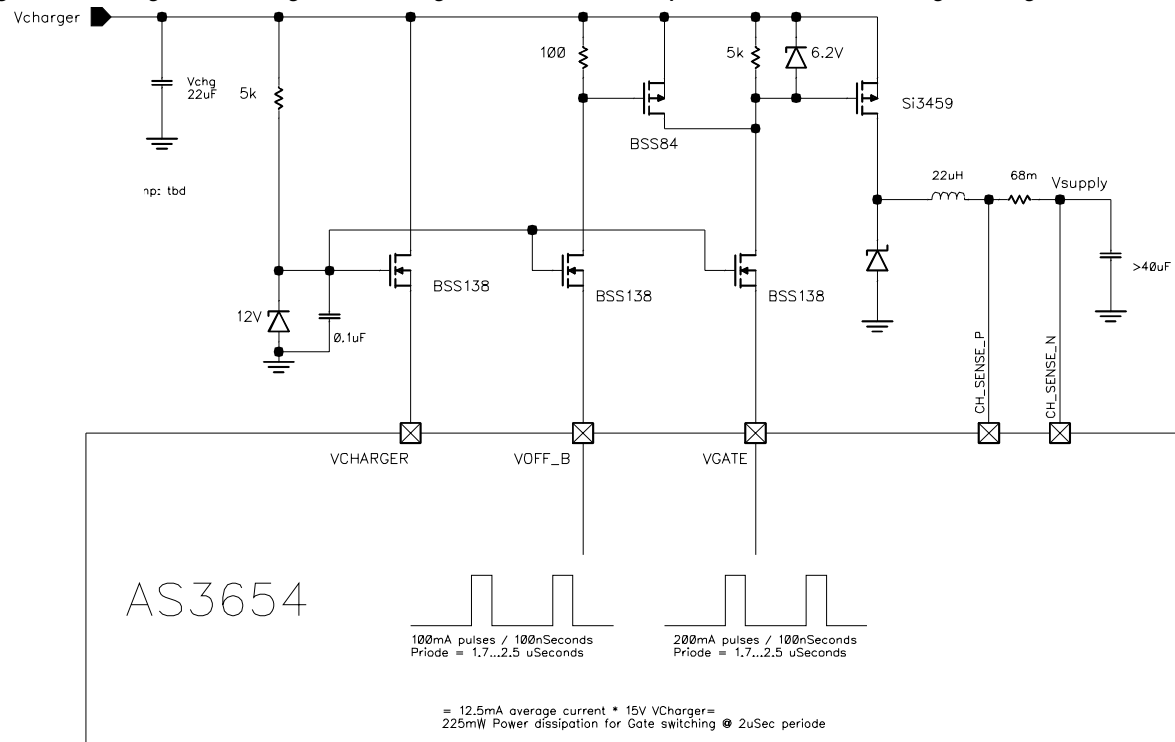 Vcharger
Vchg
22uF
5k
100
5k
6.2V
BSS84
Si3459
np: tbd
22uH
68m
Vsupply
>40uF
BSS138
BSS138
BSS138
12V
0.1uF
CH_SENSE_P
CH_SENSE_N
VCHARGER
VOFF_B
VGATE
AS3654
100mA pulses / 100nSeconds
Priode = 1.7...2.5 uSeconds
200mA pulses / 100nSeconds
Priode = 1.7...2.5 uSeconds
= 12.5mA average current * 15V VCharger=
225mW Power dissipation for Gate switching @ 2uSec periode